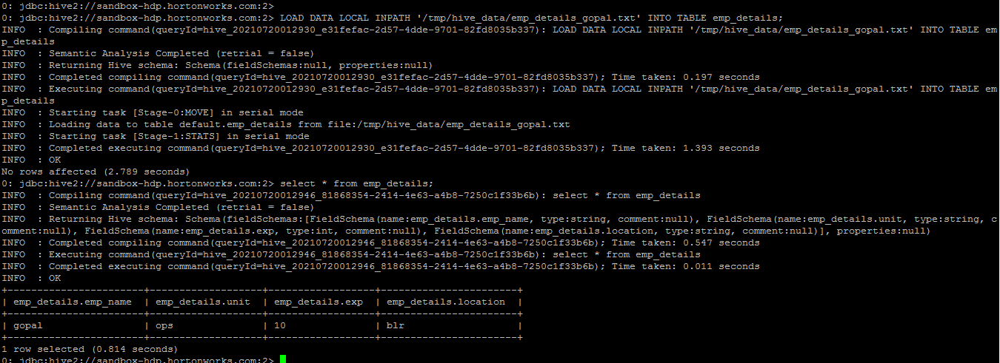 0: jdbc:hive2://sandbox-hdp.hortonworks.com:2>
0: jdbc:hive2://sandbox-hdp.hortonworks.com:2> LOAD DATA LOCAL INPATH '/tmp/hive_data/emp_details_gopal.txt' INTO TABLE emp_details;
INFO  : Compiling command(queryId=hive_20210720012930_e31fefac-2d57-4dde-9701-82fd8035b337): LOAD DATA LOCAL INPATH '/tmp/hive_data/emp_details_gopal.txt' INTO TABLE em
p_details
INFO  : Semantic Analysis Completed (retrial = false)
INFO  : Returning Hive schema: Schema(fieldSchemas:null, properties:null)
INFO  : Completed compiling command(queryId=hive_20210720012930_e31fefac-2d57-4dde-9701-82fd8035b337); Time taken: 0.197 seconds
INFO  : Executing command(queryId=hive_20210720012930_e31fefac-2d57-4dde-9701-82fd8035b337): LOAD DATA LOCAL INPATH '/tmp/hive_data/emp_details_gopal.txt' INTO TABLE em
p_details
INFO  : Starting task [Stage-0:MOVE] in serial mode
INFO  : Loading data to table default.emp_details from file:/tmp/hive_data/emp_details_gopal.txt
INFO  : Starting task [Stage-1:STATS] in serial mode
INFO  : Completed executing command(queryId=hive_20210720012930_e31fefac-2d57-4dde-9701-82fd8035b337); Time taken: 1.393 seconds
INFO  : OK
No rows affected (2.789 seconds)
0: jdbc:hive2://sandbox-hdp.hortonworks.com:2> select * from emp_details;
INFO  : Compiling command(queryId=hive_20210720012946_81868354-2414-4e63-a4b8-7250c1f33b6b): select * from emp_details
INFO  : Semantic Analysis Completed (retrial = false)
INFO  : Returning Hive schema: Schema(fieldSchemas:[FieldSchema(name:emp_details.emp_name, type:string, comment:null), FieldSchema(name:emp_details.unit, type:string, c
omment:null), FieldSchema(name:emp_details.exp, type:int, comment:null), FieldSchema(name:emp_details.location, type:string, comment:null)], properties:null)
INFO  : Completed compiling command(queryId=hive_20210720012946_81868354-2414-4e63-a4b8-7250c1f33b6b); Time taken: 0.547 seconds
INFO  : Executing command(queryId=hive_20210720012946_81868354-2414-4e63-a4b8-7250c1f33b6b): select * from emp_details
INFO  : Completed executing command(queryId=hive_20210720012946_81868354-2414-4e63-a4b8-7250c1f33b6b); Time taken: 0.011 seconds
INFO  : OK
+-----------------------+-------------------+------------------+-----------------------+
| emp_details.emp_name  | emp_details.unit  | emp_details.exp  | emp_details.location  |
+-----------------------+-------------------+------------------+-----------------------+
| gopal                 | ops               | 10               | blr                   |
+-----------------------+-------------------+------------------+-----------------------+
1 row selected (0.814 seconds)
0: jdbc:hive2://sandbox-hdp.hortonworks.com:2>